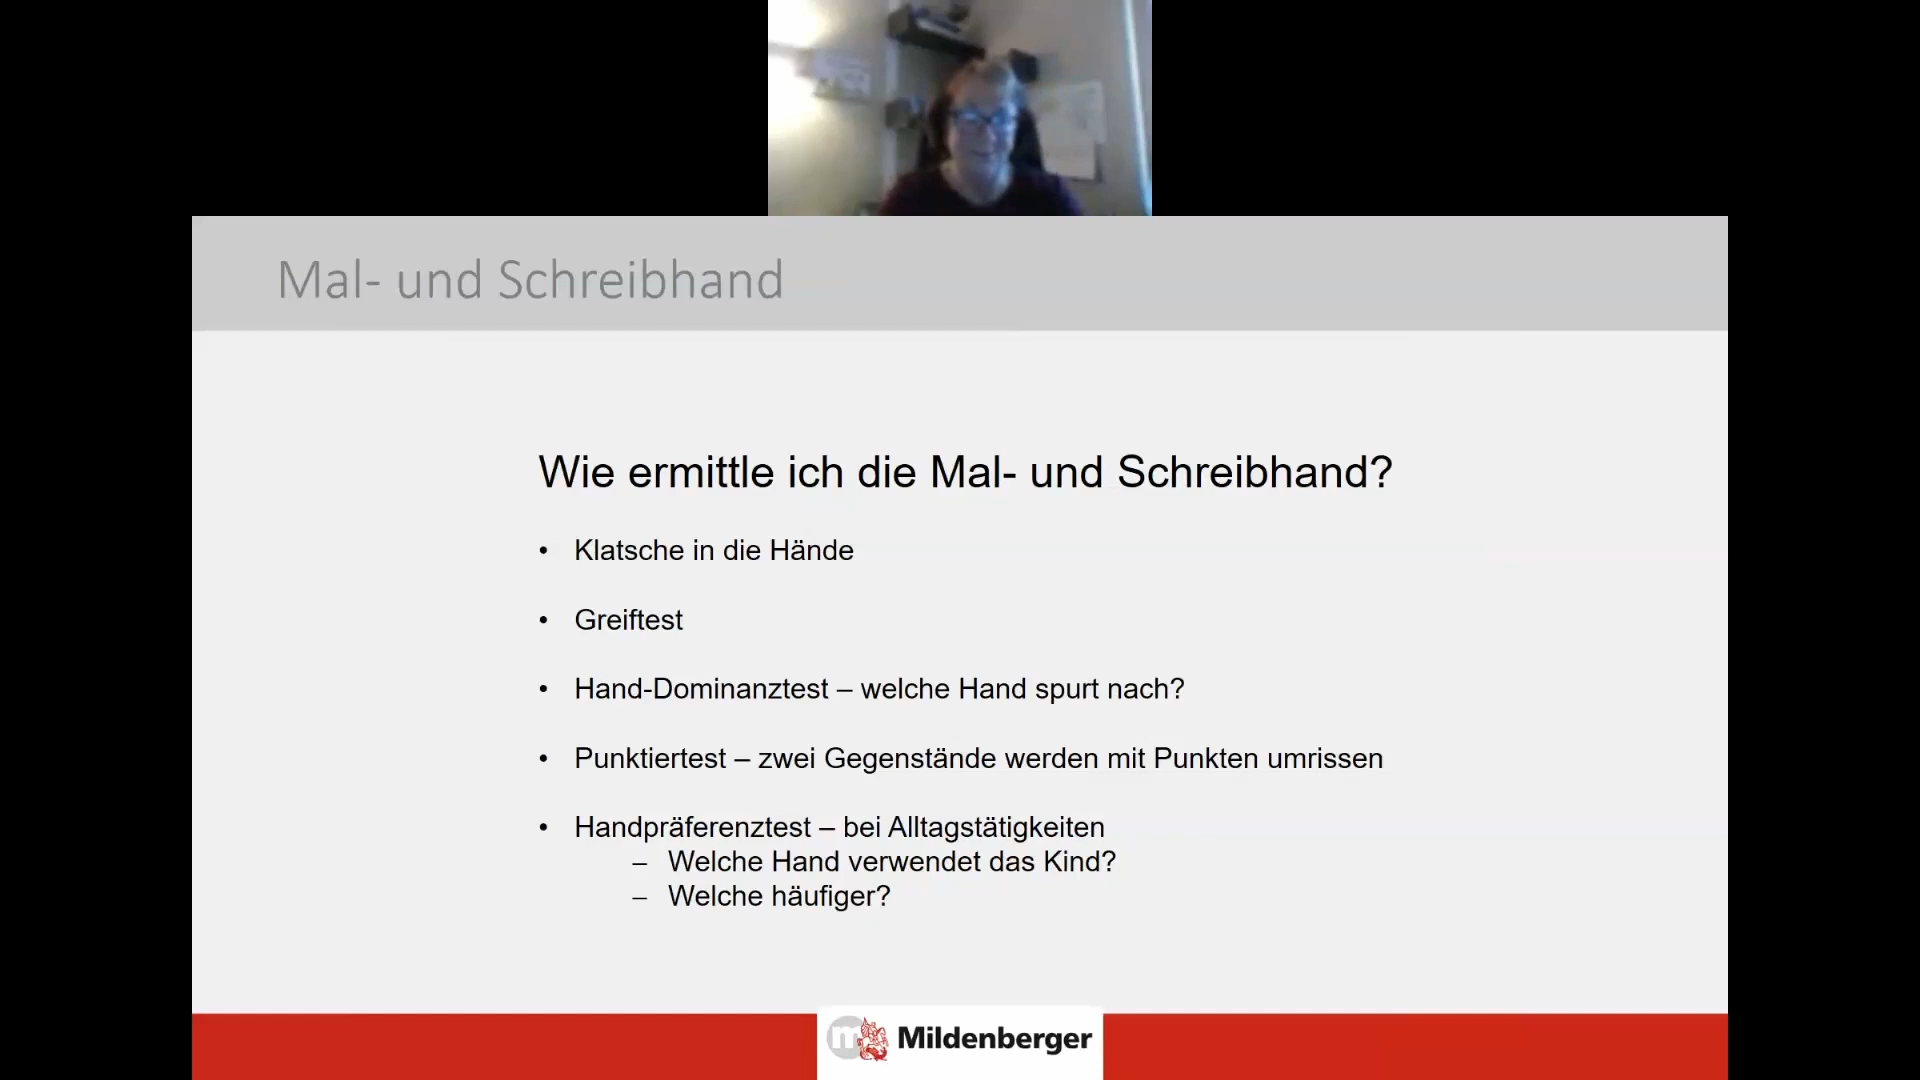 Mal- und Schreibhand
Wie ermittle ich die Mal- und Schreibhand?
• Klatsche in die Hände
• Greiftest
• Hand-Dominanztest – welche Hand spurt nach?
• Punktiertest – zwei Gegenstände werden mit Punkten umrissen
• Handpräferenztest – bei Alltagstätigkeiten
– Welche Hand verwendet das Kind?
– Welche häufiger?
m Mildenberger